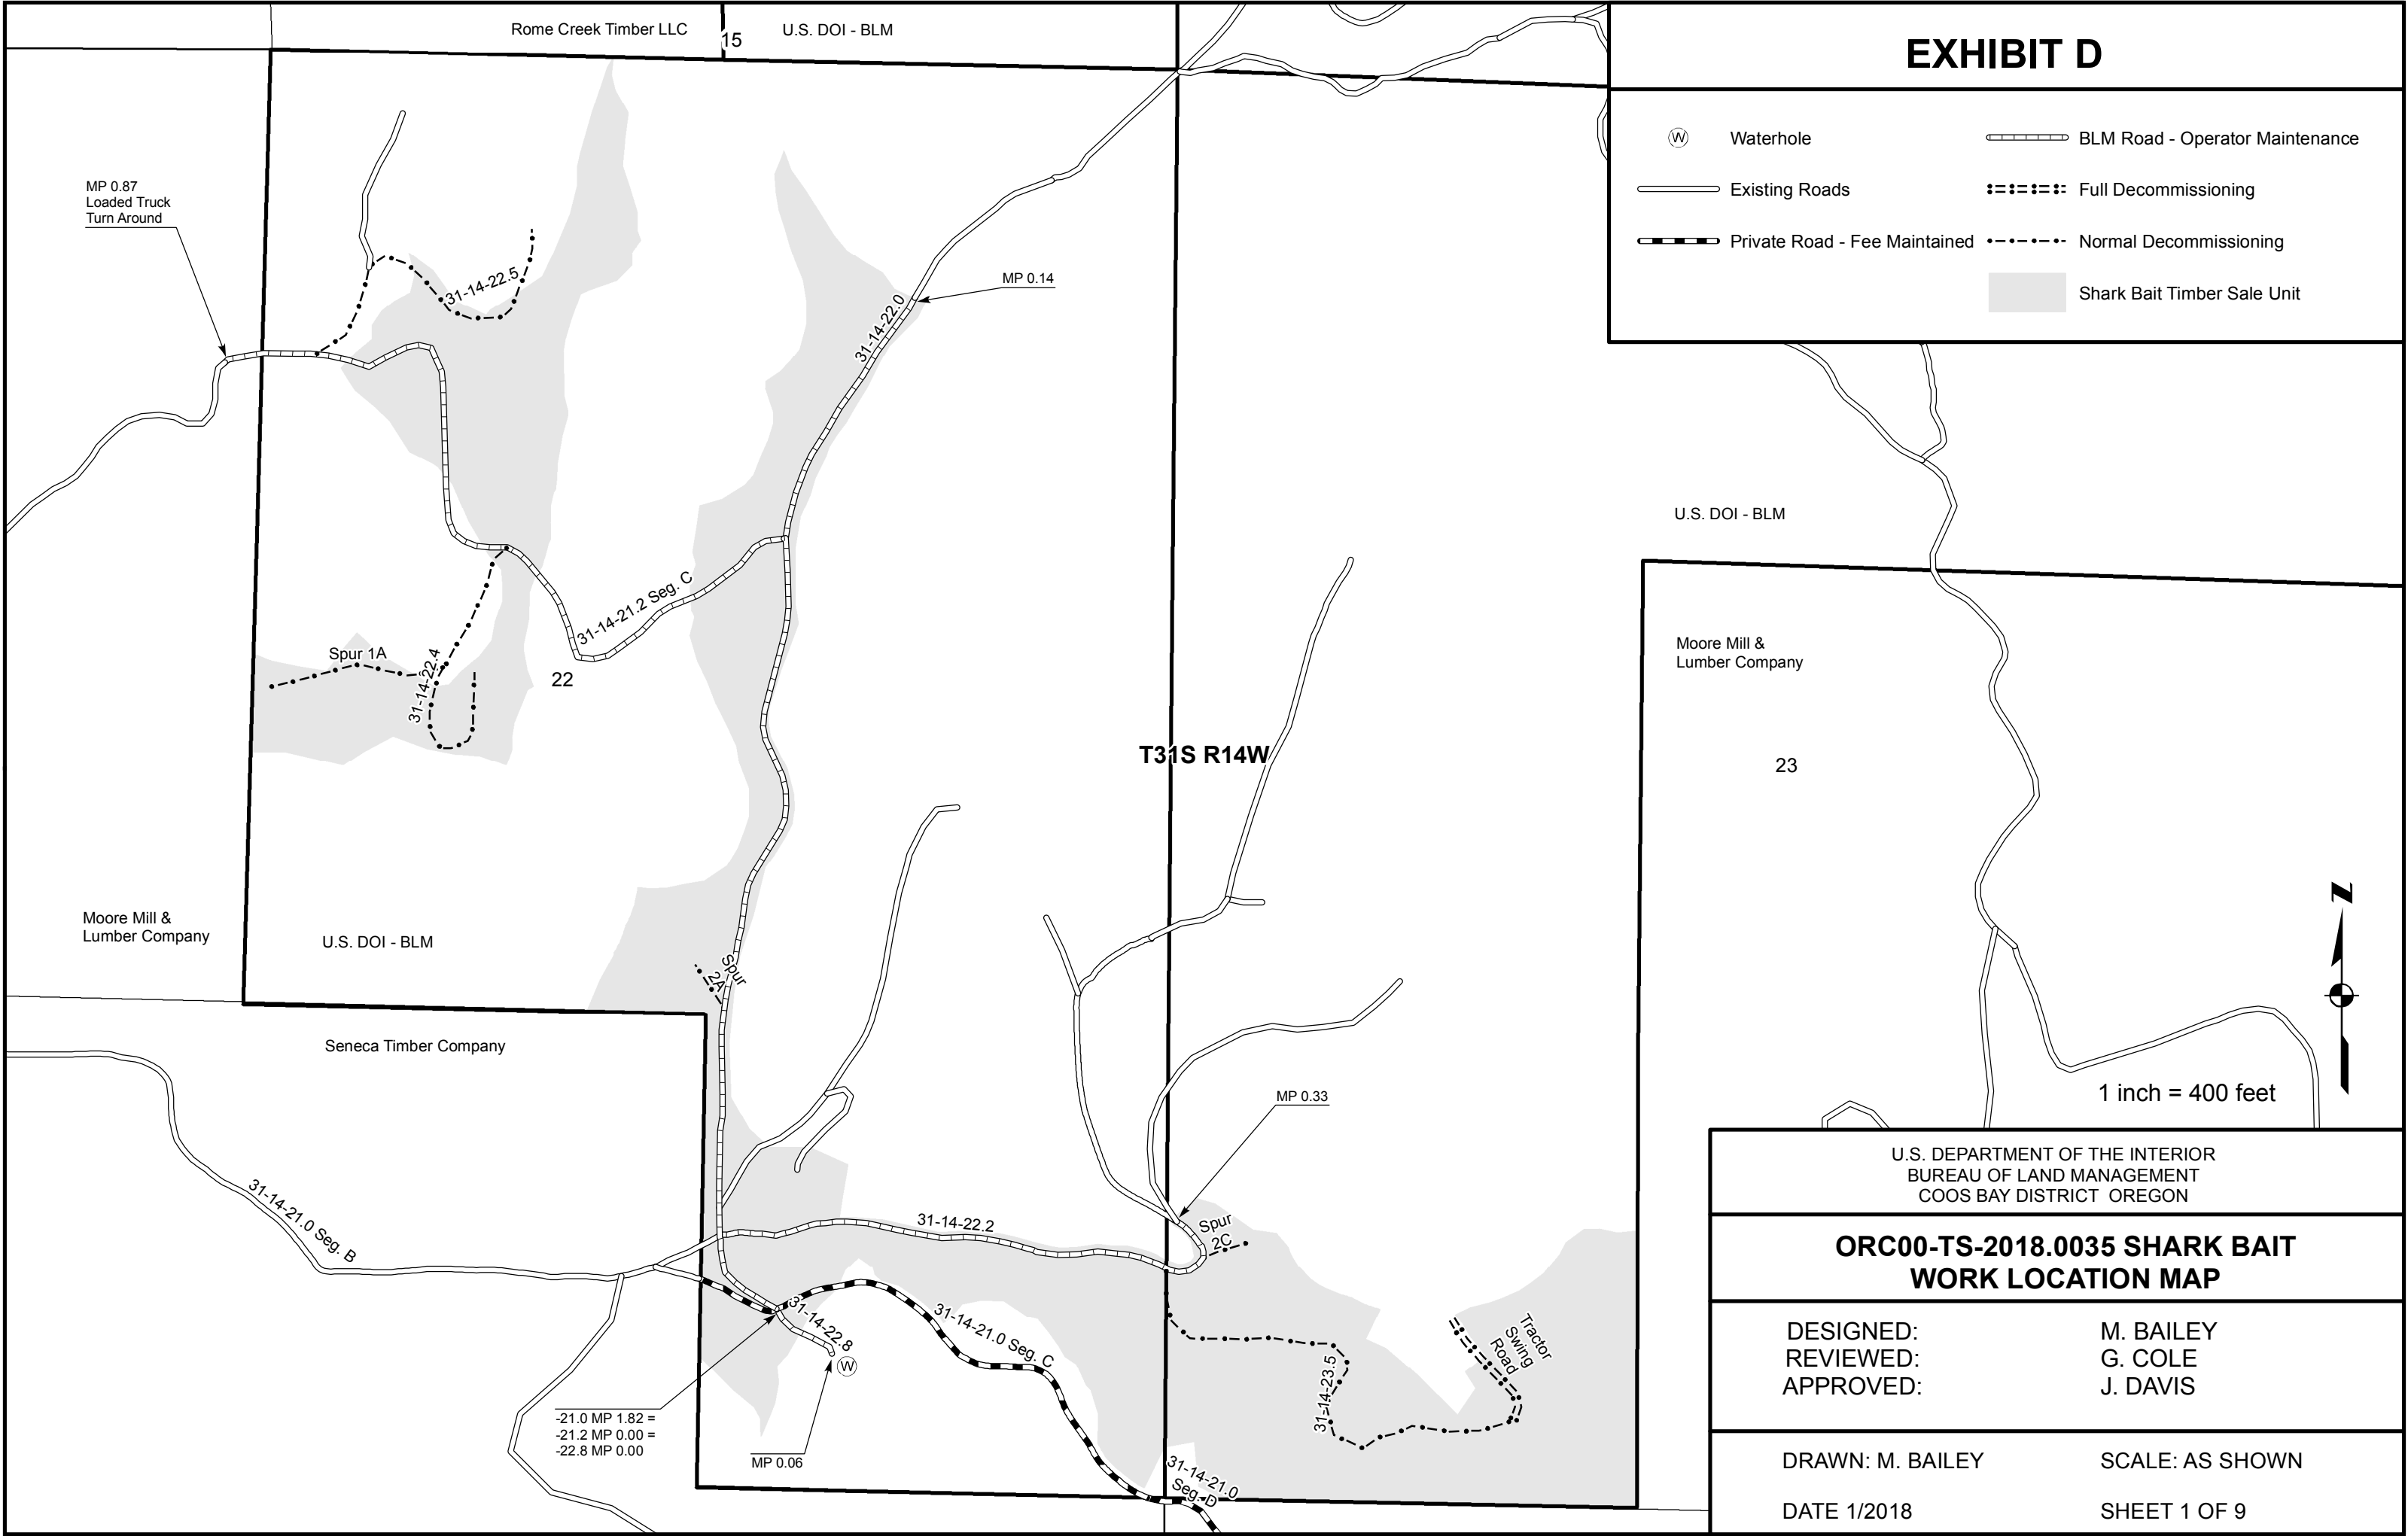 Rome Creek Timber LLC
15
U.S. DOI - BLM
EXHIBIT D
W
Waterhole
BLM Road - Operator Maintenance
Existing Roads
Full Decommissioning
Private Road - Fee Maintained
Normal Decommissioning
Shark Bait Timber Sale Unit
MP 0.87
Loaded Truck
Turn Around
31-14-22.5
MP 0.14
31-14-22.0
U.S. DOI - BLM
31-14-21.2 Seg. C
Spur 1A
31-14-22.4
22
Moore Mill &
Lumber Company
T31S R14W
23
Moore Mill &
Lumber Company
U.S. DOI - BLM
Spur
2A
Z
Seneca Timber Company
1 inch = 400 feet
MP 0.33
31-14-21.0 Seg. B
31-14-22.2
Spur
2C
31-14-22.8
31-14-21.0 Seg. C
W
Tractor
Swing
Road
31-14-23.5
-21.0 MP 1.82 =
-21.2 MP 0.00 =
-22.8 MP 0.00
MP 0.06
31-14-21.0
Seg. D
U.S. DEPARTMENT OF THE INTERIOR
BUREAU OF LAND MANAGEMENT
COOS BAY DISTRICT OREGON
ORC00-TS-2018.0035 SHARK BAIT
WORK LOCATION MAP
DESIGNED: M. BAILEY
REVIEWED: G. COLE
APPROVED: J. DAVIS
DRAWN: M. BAILEY
SCALE: AS SHOWN
DATE 1/2018
SHEET 1 OF 9